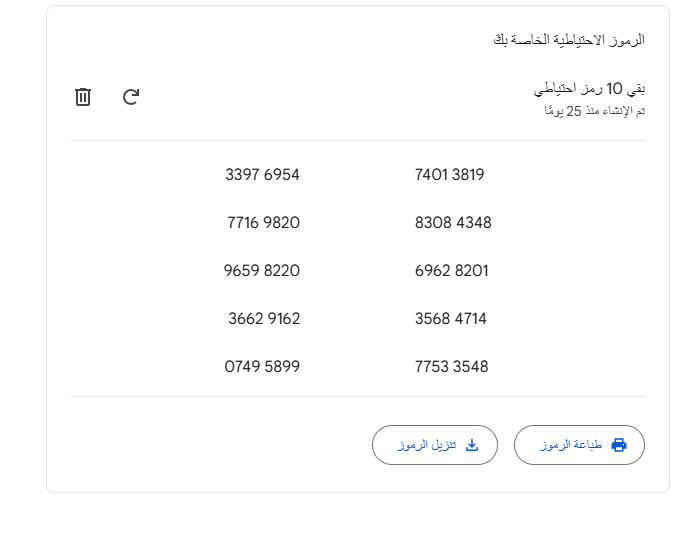 الرموز الاحتياطية الخاصة بك
بقي 10 رمز احتياطي
تم الإنشاء منذ 25 يومًا
7401 3819
3397 6954
8308 4348
7716 9820
6962 8201
9659 8220
3568 4714
3662 9162
7753 3548
0749 5899
طباعة الرموز
تنزيل الرموز